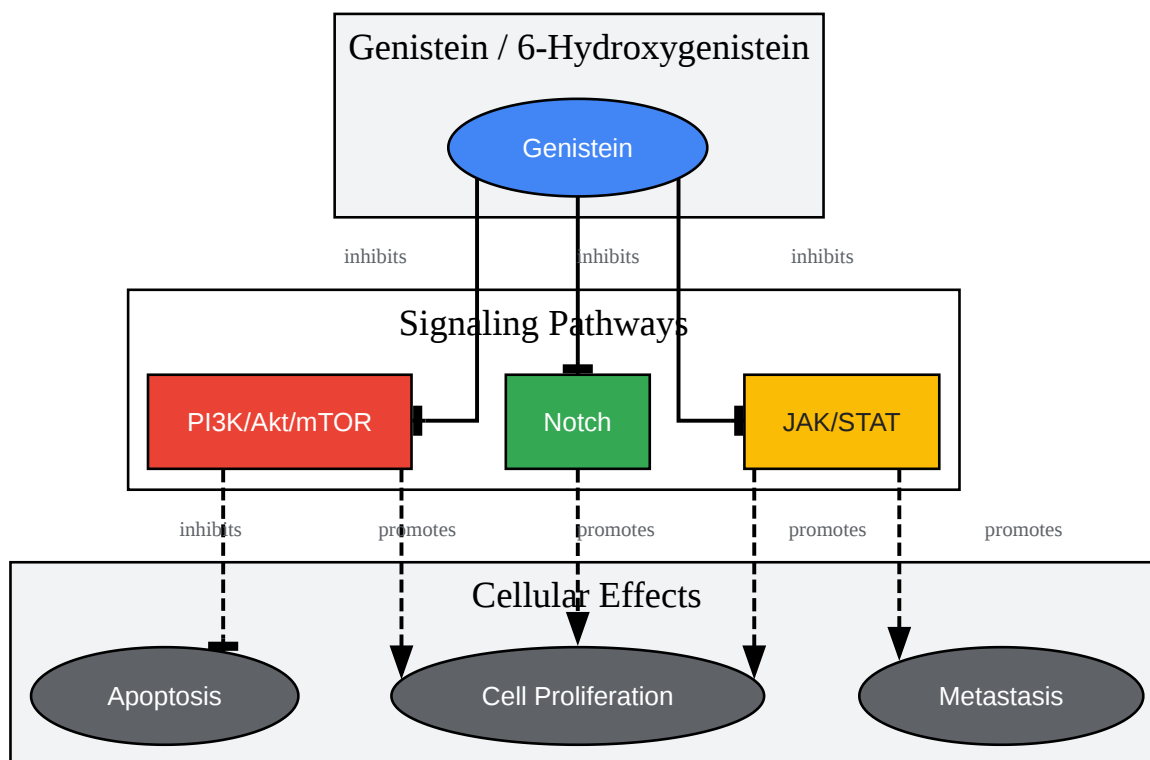 Genistein / 6-Hydroxygenistein
Genistein
inhibits
inhibits
inhibits
Signaling Pathways
PI3K/Akt/mTOR
Notch
JAK/STAT
inhibits
promotes
promotes
promotes
promotes
Cellular Effects
Apoptosis
Cell Proliferation
Metastasis